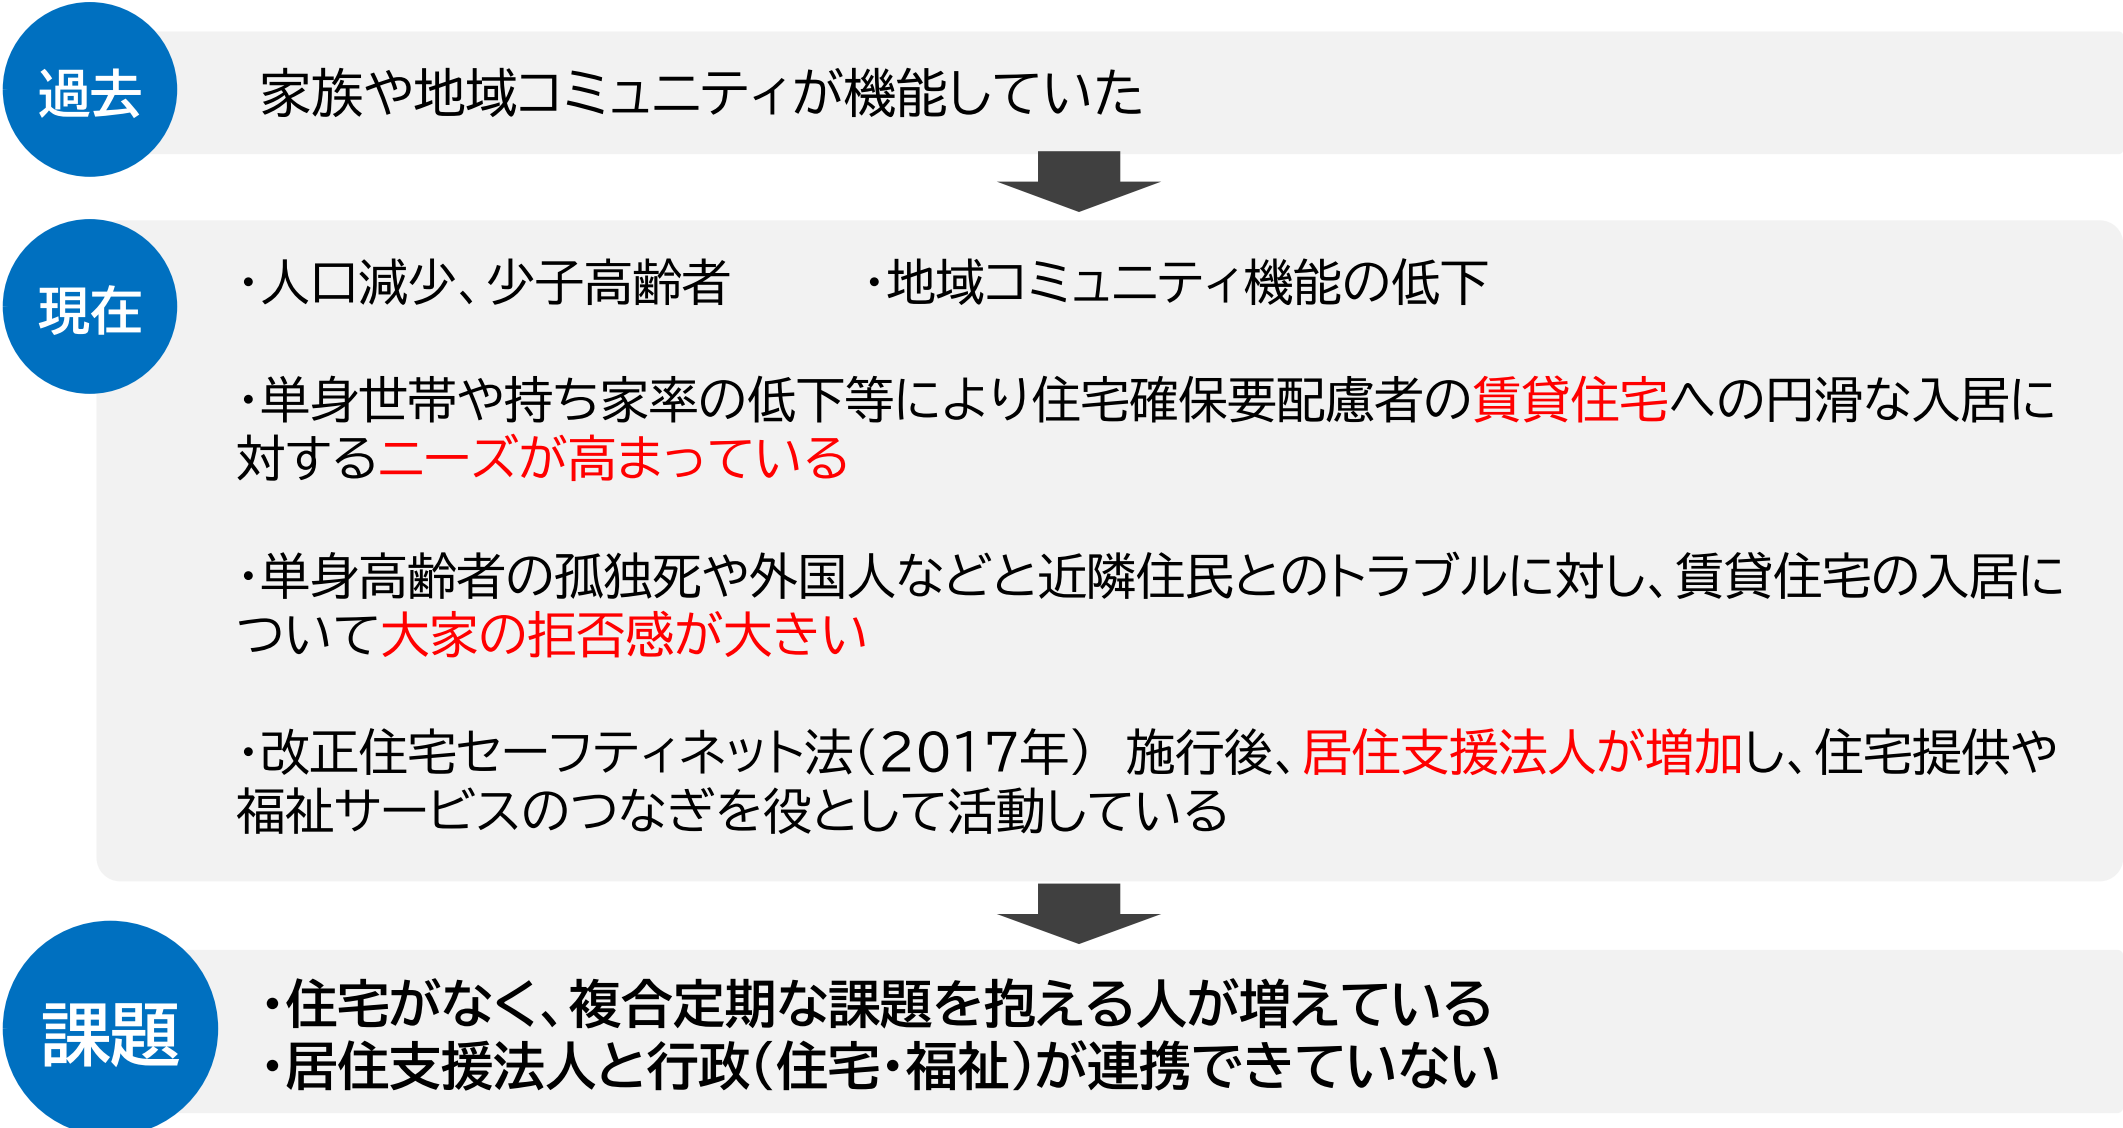 過去
家族や地域コミュニティが機能していた
現在
・人口減少、少子高齢者　　・地域コミュニティ機能の低下
・単身世帯や持ち家率の低下等により住宅確保要配慮者の賃貸住宅への円滑な入居に
対するニーズが高まっている
・単身高齢者の孤独死や外国人などと近隣住民とのトラブルに対し、賃貸住宅の入居に
ついて大家の拒否感が大きい
・改正住宅セーフティネット法（2017年）　施行後、居住支援法人が増加し、住宅提供や
福祉サービスのつなぎを役として活動している
課題
・住宅がなく、複合定期な課題を抱える人が増えている
・居住支援法人と行政（住宅・福祉）が連携できていない